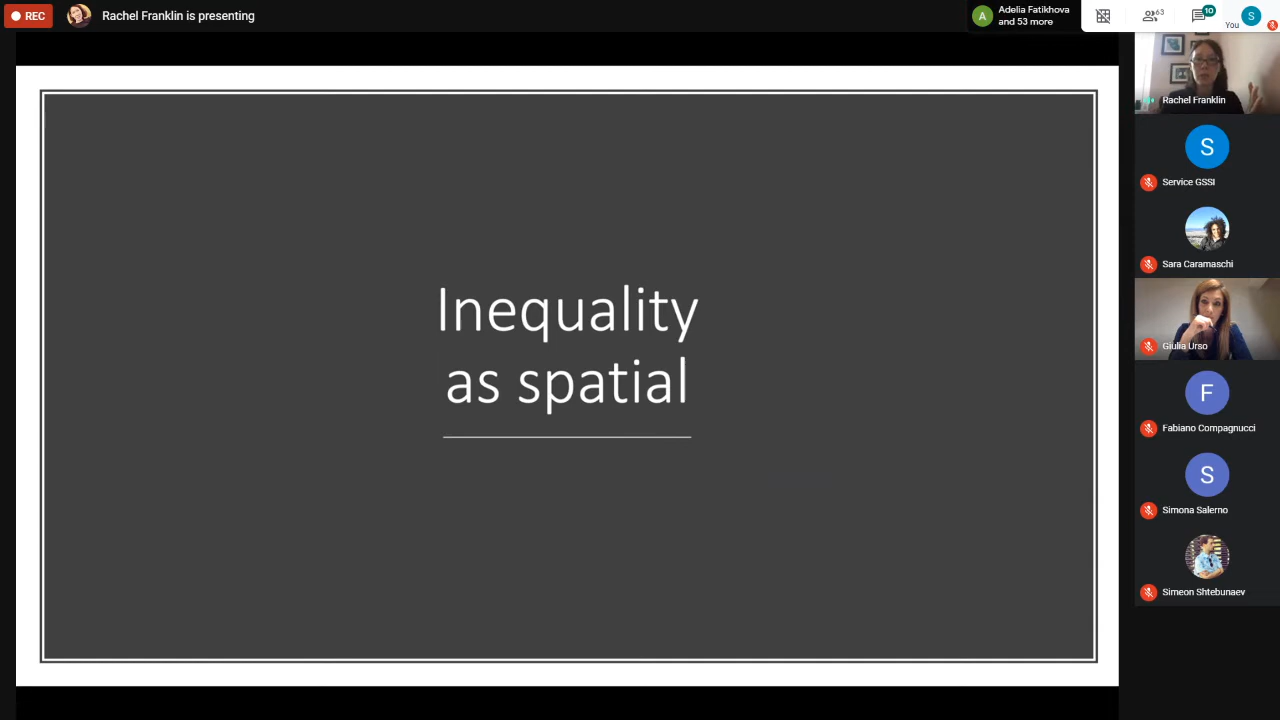 REC
Rachel Franklin is presenting
A
Adelia Fatikhova
and 53 more
63
10
You
S
Inequality
as spatial
Rachel Franklin
S
Service GSSI
Sara Caramaschi
Giulia Urso
F
Fabiano Compagnucci
S
Simona Salerno
Simeon Shtebunaev